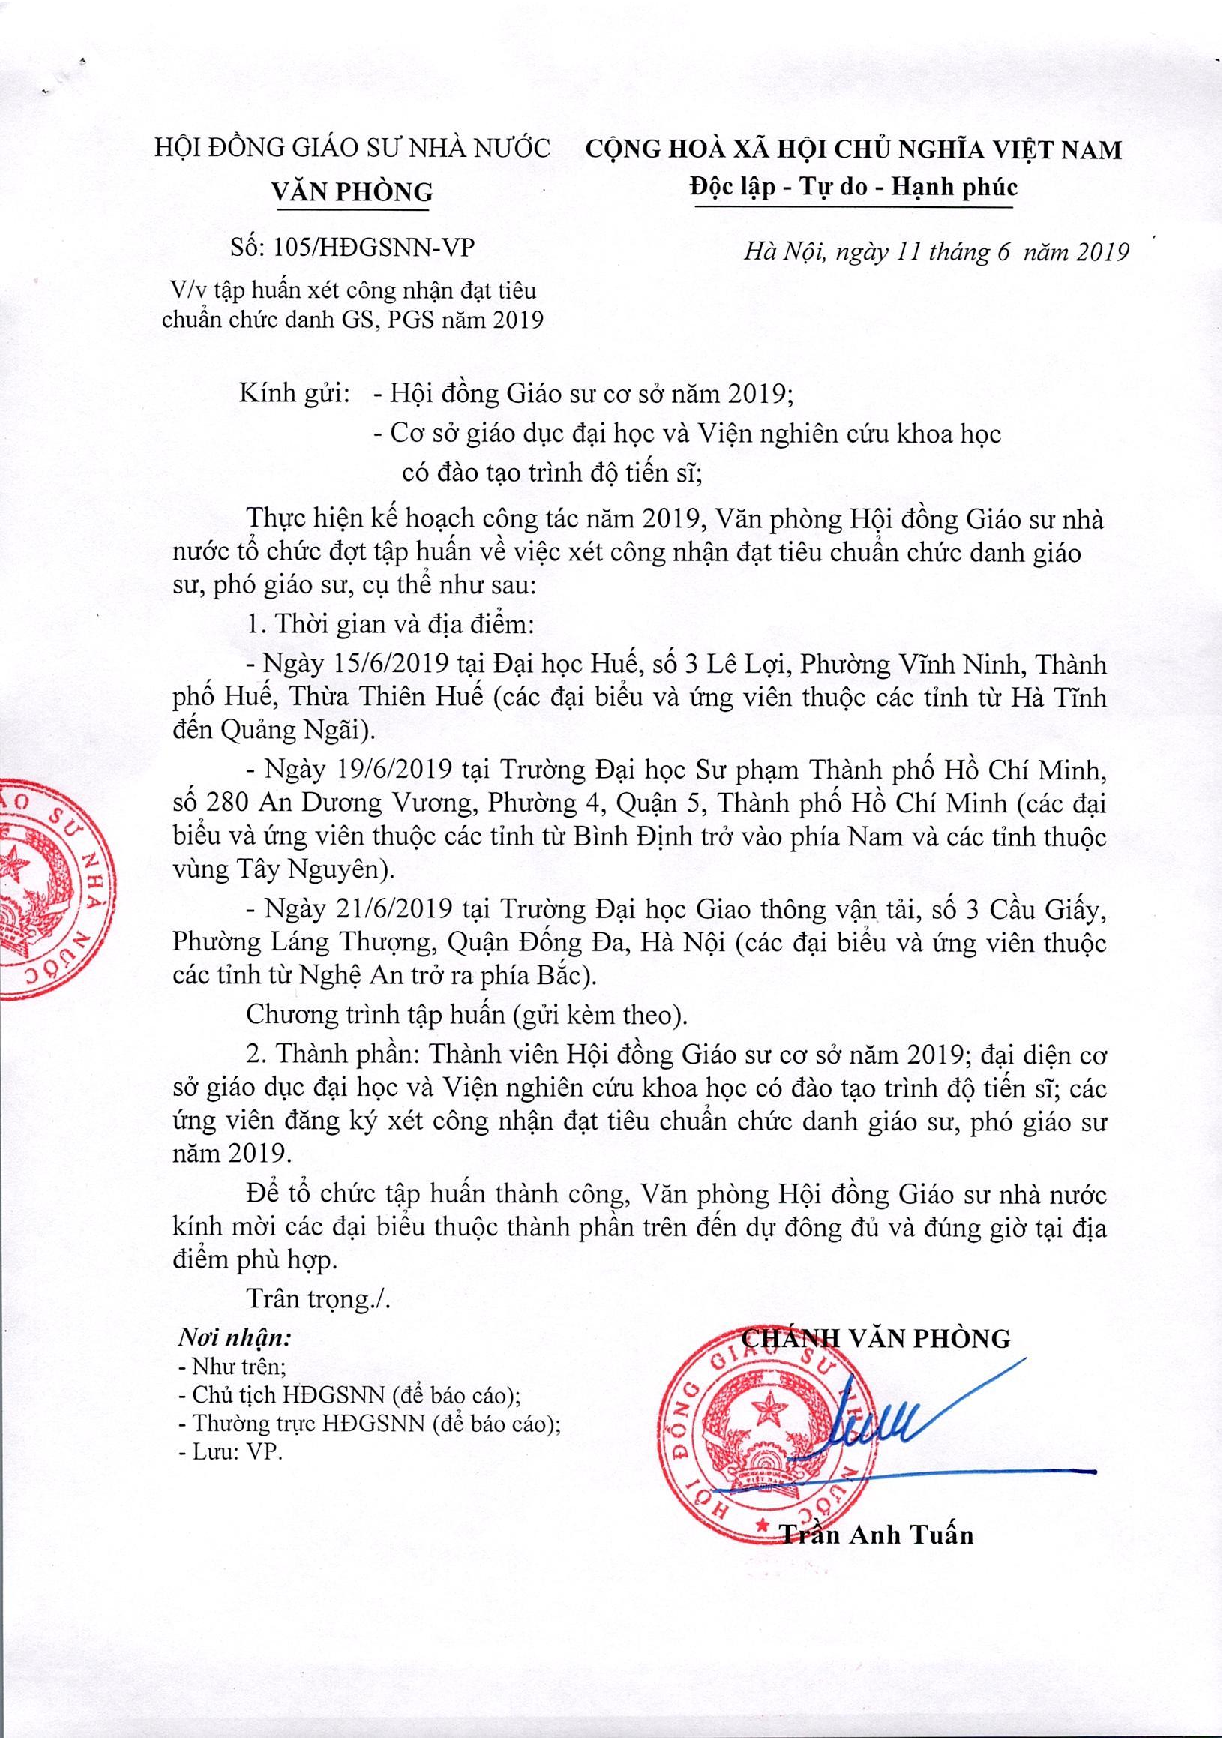 HỘI ĐỒNG GIÁO SƯ NHÀ NƯỚC
VĂN PHÒNG
Số: 105/HĐGSNN-VP
V/v tập huấn xét công nhận đạt tiêu
chuẩn chức danh GS, PGS năm 2019
CỘNG HOÀ XÃ HỘI CHỦ NGHĨA VIỆT NAM
Độc lập - Tự do - Hạnh phúc
Hà Nội, ngày 11 tháng 6 năm 2019
Kính gửi: - Hội đồng Giáo sư cơ sở năm 2019;
- Cơ sở giáo dục đại học và Viện nghiên cứu khoa học
có đào tạo trình độ tiến sĩ;
Thực hiện kế hoạch công tác năm 2019, Văn phòng Hội đồng Giáo sư nhà
nước tổ chức đợt tập huấn về việc xét công nhận đạt tiêu chuẩn chức danh giáo
sư, phó giáo sư, cụ thể như sau:
1. Thời gian và địa điểm:
- Ngày 15/6/2019 tại Đại học Huế, số 3 Lê Lợi, Phường Vĩnh Ninh, Thành
phố Huế, Thừa Thiên Huế (các đại biểu và ứng viên thuộc các tỉnh từ Hà Tĩnh
đến Quảng Ngãi).
- Ngày 19/6/2019 tại Trường Đại học Sư phạm Thành phố Hồ Chí Minh,
số 280 An Dương Vương, Phường 4, Quận 5, Thành phố Hồ Chí Minh (các đại
biểu và ứng viên thuộc các tỉnh từ Bình Định trở vào phía Nam và các tỉnh thuộc
vùng Tây Nguyên).
- Ngày 21/6/2019 tại Trường Đại học Giao thông vận tải, số 3 Cầu Giấy,
Phường Láng Thượng, Quận Đống Đa, Hà Nội (các đại biểu và ứng viên thuộc
các tỉnh từ Nghệ An trở ra phía Bắc).
Chương trình tập huấn (gửi kèm theo).
2. Thành phần: Thành viên Hội đồng Giáo sư cơ sở năm 2019; đại diện cơ
sở giáo dục đại học và Viện nghiên cứu khoa học có đào tạo trình độ tiến sĩ; các
ứng viên đăng ký xét công nhận đạt tiêu chuẩn chức danh giáo sư, phó giáo sư
năm 2019.
Để tổ chức tập huấn thành công, Văn phòng Hội đồng Giáo sư nhà nước
kính mời các đại biểu thuộc thành phần trên đến dự đông đủ và đúng giờ tại địa
điểm phù hợp.
Trân trọng./.
Nơi nhận:
- Như trên;
- Chủ tịch HĐGSNN (để báo cáo);
- Thường trực HĐGSNN (để báo cáo);
- Lưu: VP.
CHÁNH VĂN PHÒNG
HỘI ĐỒNG GIÁO SƯ NHÀ NƯỚC
VIỆT NAM
Trần Anh Tuấn
SƯ NHÀ NƯỚC